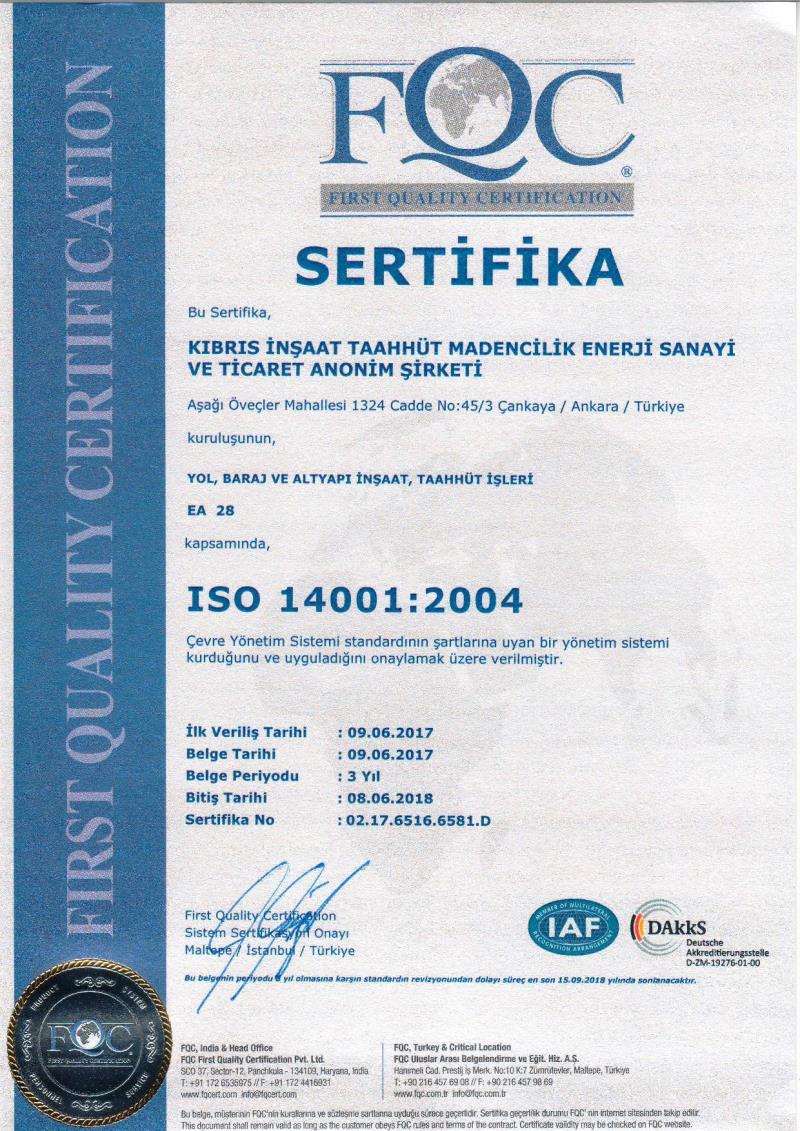 FIRST QUALITY CERTIFICATION
FQC
®
FIRST QUALITY CERTIFICATION
SERTİFİKA
Bu Sertifika,
KIBRIS İNŞAAT TAAHHÜT MADENCİLİK ENERJİ SANAYİ
VE TİCARET ANONİM ŞİRKETİ
Aşağı Öveçler Mahallesi 1324 Cadde No:45/3 Çankaya / Ankara / Türkiye
kuruluşunun,
YOL, BARAJ VE ALTYAPI İNŞAAT, TAAHHÜT İŞLERİ
EA 28
kapsamında,
ISO 14001:2004
Çevre Yönetim Sistemi standardının şartlarına uyan bir yönetim sistemi
kurduğunu ve uyguladığını onaylamak üzere verilmiştir.
İlk Veriliş Tarihi : 09.06.2017
Belge Tarihi : 09.06.2017
Belge Periyodu : 3 Yıl
Bitiş Tarihi : 08.06.2018
Sertifika No : 02.17.6516.6581.D
First Quality Certification
Sistem Sertifikasyon Onayı
Maltepe / İstanbul / Türkiye
MEMBER OF MULTILATERAL
IAF
RECOGNITION ARRANGEMENT
DAkkS
Deutsche
Akkreditierungsstelle
D-ZM-19276-01-00
Bu belgenin periyodu 3 yıl olmasına karşın standardın revizyonundan dolayı süreç en son 15.09.2018 yılında sonlanacaktır.
PRODUCT SYSTEM
FQC
FIRST QUALITY CERTIFICATION
PERSONNEL SERVICE
FQC, India & Head Office
FQC First Quality Certification Pvt. Ltd.
SCO 37, Sector-12, Panchkula - 134109, Haryana, India
T: +91 172 6535975 // F: +91 172 4416931
www.fqcert.com info@fqcert.com
FQC, Turkey & Critical Location
FQC Uluslar Arası Belgelendirme ve Eğit. Hiz. A.Ş.
Hanımeli Cad. Prestij İş Merk. No:10 K:7 Zümrütevler, Maltepe, Türkiye
T: +90 216 457 69 08 // F: +90 216 457 98 69
www.fqc.com.tr info@fqc.com.tr
Bu belge, müşterinin FQC'nin kurallarına ve sözleşme şartlarına uyduğu sürece geçerlidir. Sertifika geçerlilik durumu FQC' nin internet sitesinden takip edilir.
This document shall remain valid as long as the customer obeys FQC rules and terms of the contract. Certificate validity may be checked on FQC website.